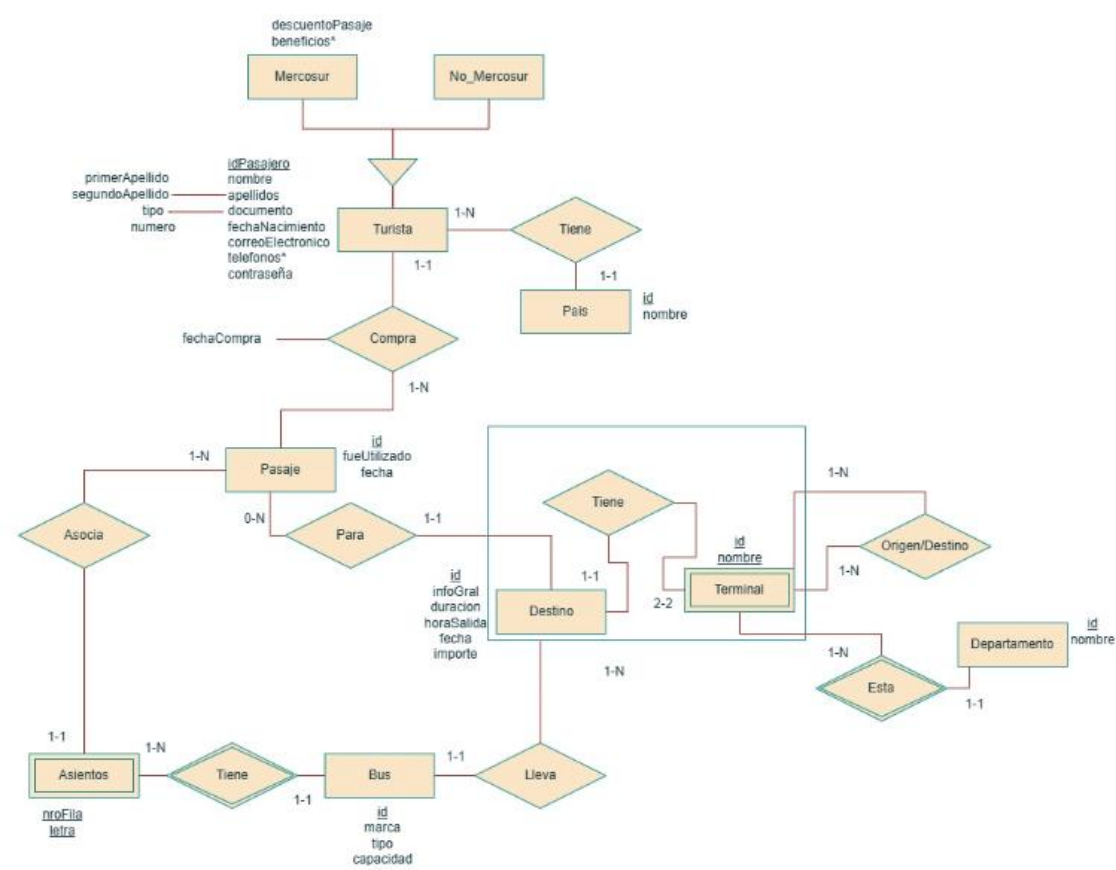 descuentoPasaje
beneficios*
Mercosur
No_Mercosur
idPasajero
primerApellido
nombre
segundoApellido
apellidos
tipo
documento
numero
fechaNacimiento
correoElectronico
telefonos*
contraseña
Turista
1-N
Tiene
1-1
1-1
Pais
id
nombre
fechaCompra
Compra
1-N
1-N
Pasaje
id
fueUtilizado
fecha
Asocia
0-N
Para
1-1
Tiene
1-N
Origen/Destino
1-N
id
nombre
Terminal
1-1
2-2
id
infoGral
duracion
horaSalida
fecha
importe
Destino
Departamento
id
nombre
1-N
Esta
1-1
1-N
1-1
Asientos
1-N
Tiene
1-1
Bus
1-1
Lleva
nroFila
letra
id
marca
tipo
capacidad